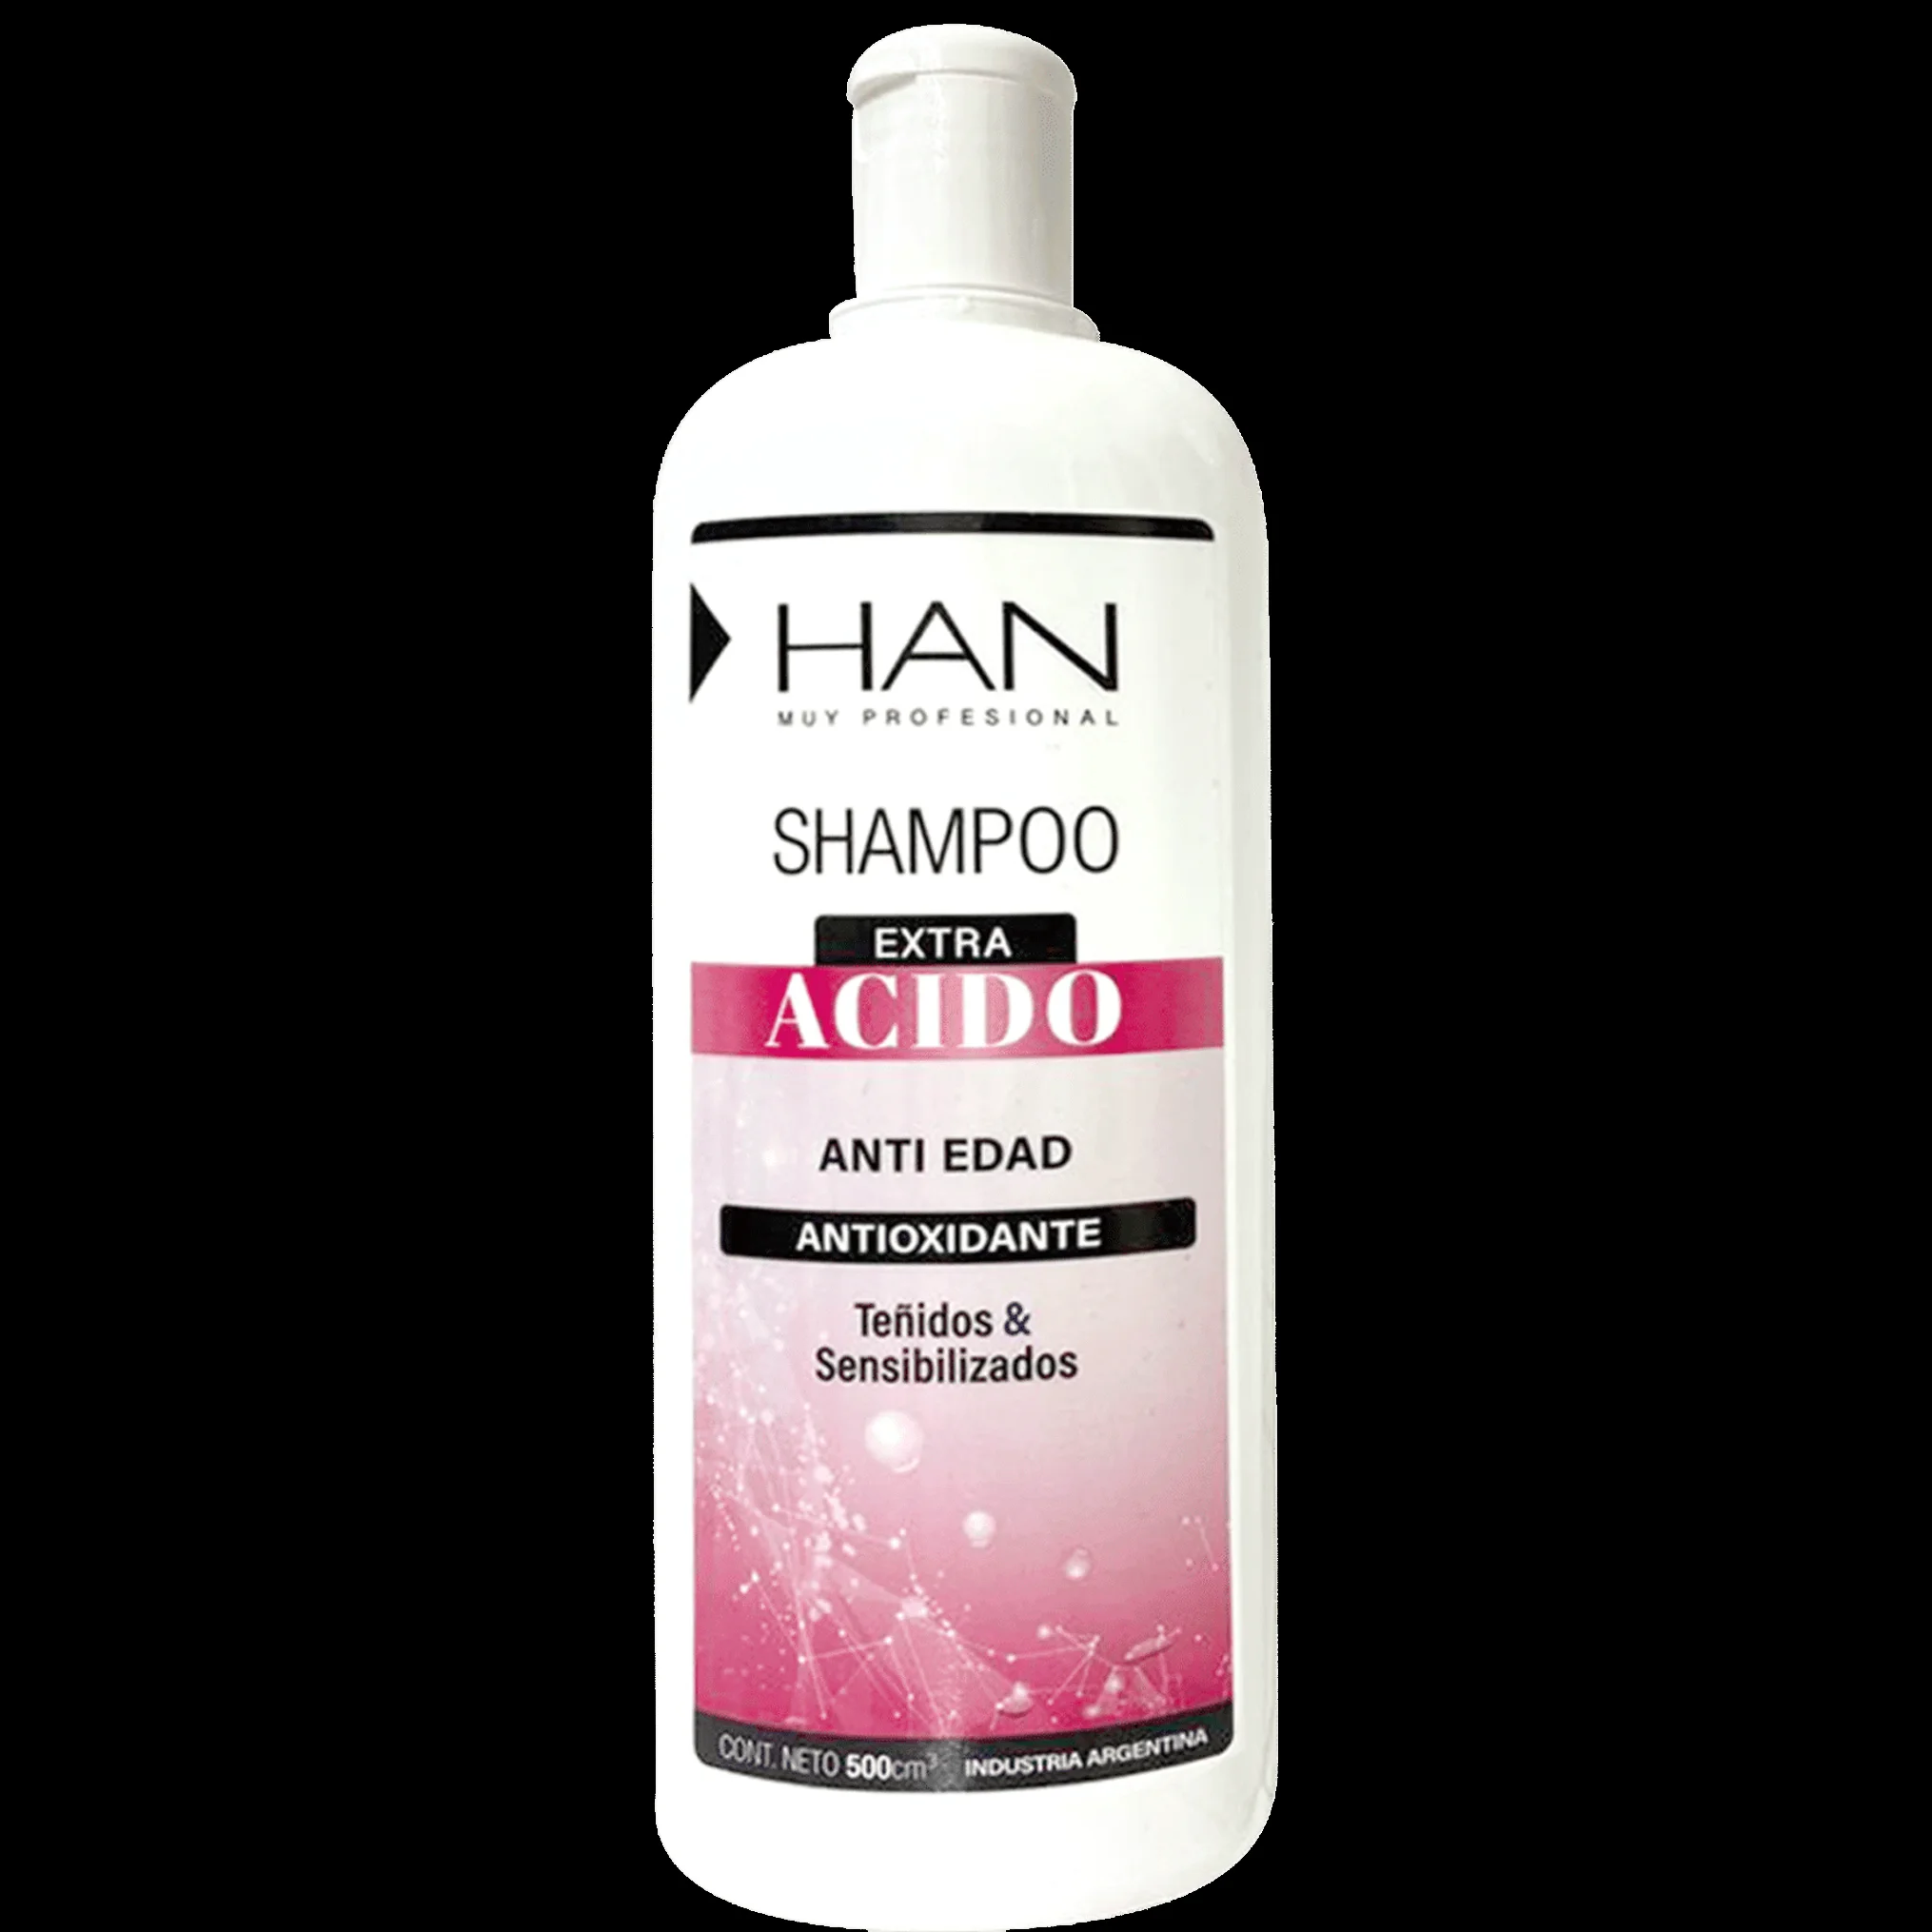 HAN
MUY PROFESIONAL
SHAMPOO
EXTRA
ACIDO
ANTI EDAD
ANTIOXIDANTE
Teñidos &
Sensibilizados
CONT. NETO 500cm³ INDUSTRIA ARGENTINA